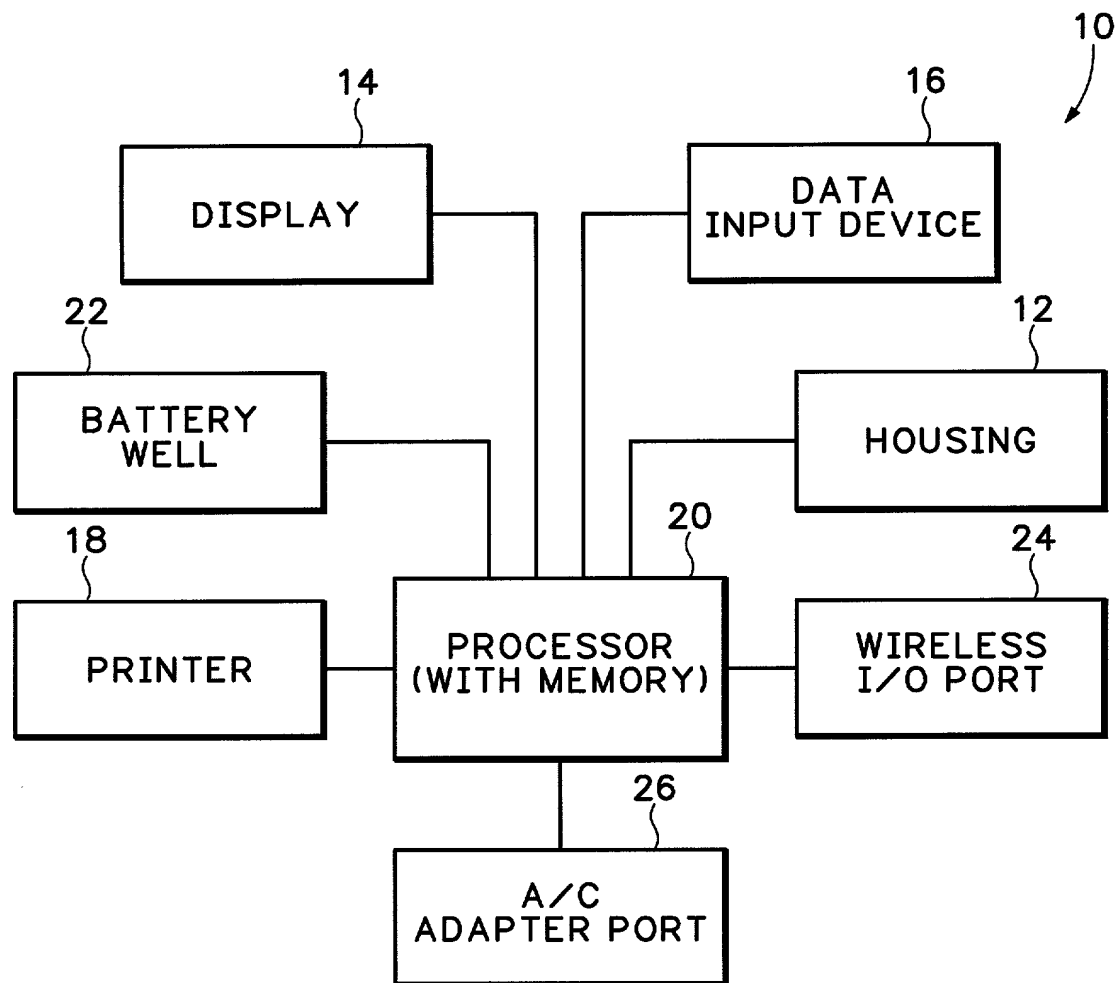 10
14
16
DISPLAY
DATA
INPUT DEVICE
22
12
BATTERY
WELL
HOUSING
18
20
24
PRINTER
PROCESSOR
(WITH MEMORY)
WIRELESS
I/O PORT
26
A/C
ADAPTER PORT